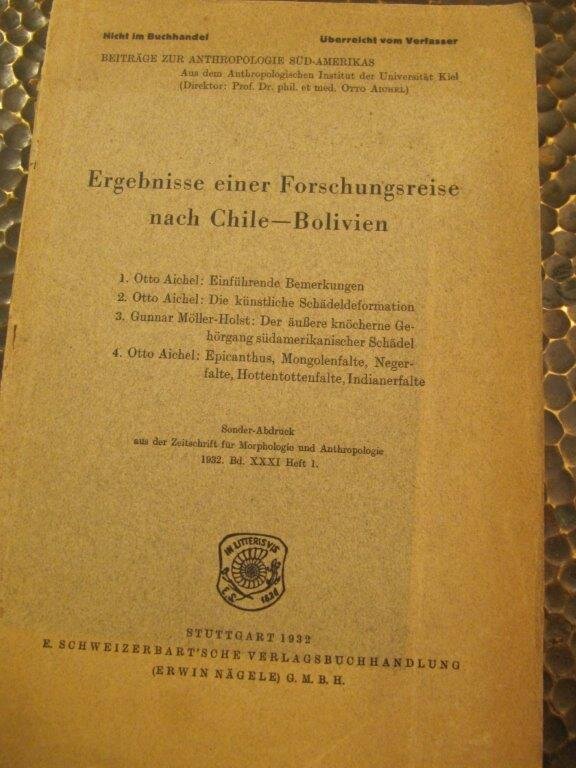 Nicht im Buchhandel
Überreicht vom Verfasser
BEITRÄGE ZUR ANTHROPOLOGIE SÜD-AMERIKAS
Aus dem Anthropologischen Institut der Universität Kiel
(Direktor: Prof. Dr. phil. et med. OTTO AICHEL)
Ergebnisse einer Forschungsreise
nach Chile—Bolivien
1. Otto Aichel: Einführende Bemerkungen
2. Otto Aichel: Die künstliche Schädeldeformation
3. Gunnar Möller-Holst: Der äußere knöcherne Ge-
hörgang südamerikanischer Schädel
4. Otto Aichel: Epicanthus, Mongolenfalte, Neger-
falte, Hottentottenfalte, Indianerfalte
Sonder-Abdruck
aus der Zeitschrift für Morphologie und Anthropologie
1932. Bd. XXXI Heft 1.
IN LITTERIS VIS
E.S. 1826
STUTTGART 1932
E. SCHWEIZERBART'SCHE VERLAGSBUCHHANDLUNG
(ERWIN NÄGELE) G. M. B. H.